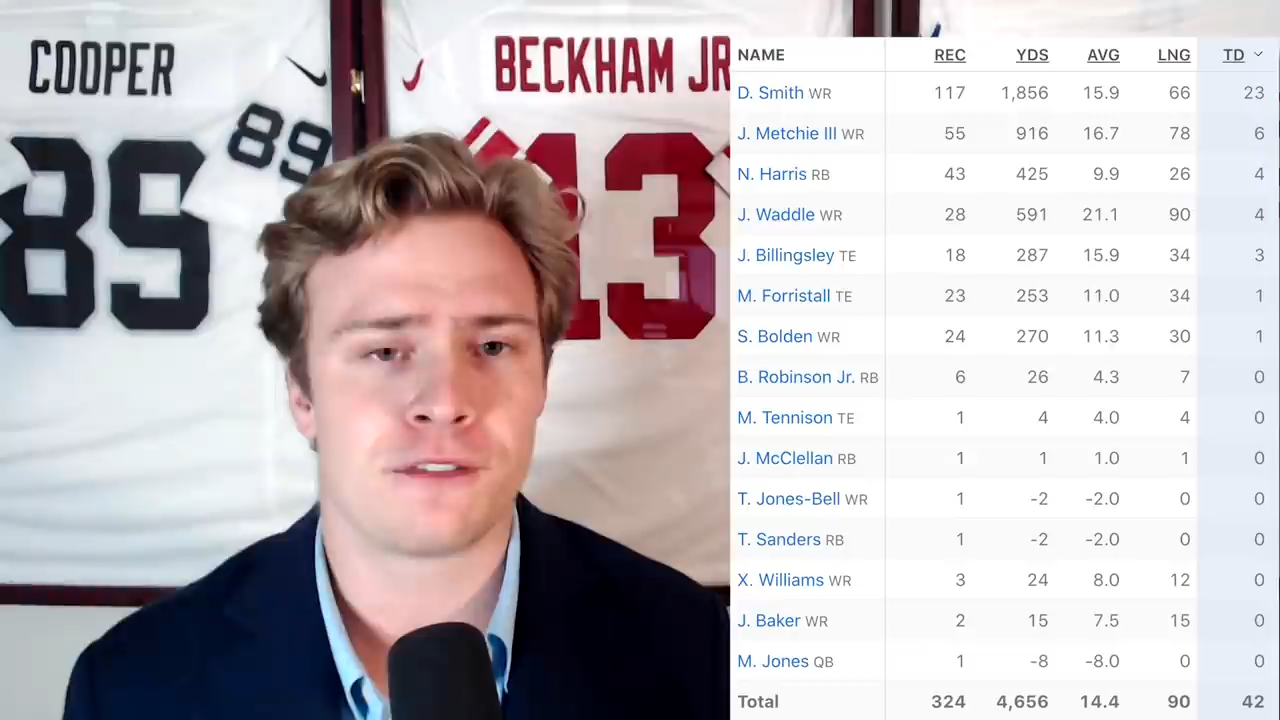 COOPER
89
89
BECKHAM JR
13
NAME REC YDS AVG LNG TD
D. Smith WR 117 1,856 15.9 66 23
J. Metchie III WR 55 916 16.7 78 6
N. Harris RB 43 425 9.9 26 4
J. Waddle WR 28 591 21.1 90 4
J. Billingsley TE 18 287 15.9 34 3
M. Forristall TE 23 253 11.0 34 1
S. Bolden WR 24 270 11.3 30 1
B. Robinson Jr. RB 6 26 4.3 7 0
M. Tennison TE 1 4 4.0 4 0
J. McClellan RB 1 1 1.0 1 0
T. Jones-Bell WR 1 -2 -2.0 0 0
T. Sanders RB 1 -2 -2.0 0 0
X. Williams WR 3 24 8.0 12 0
J. Baker WR 2 15 7.5 15 0
M. Jones QB 1 -8 -8.0 0 0
Total 324 4,656 14.4 90 42